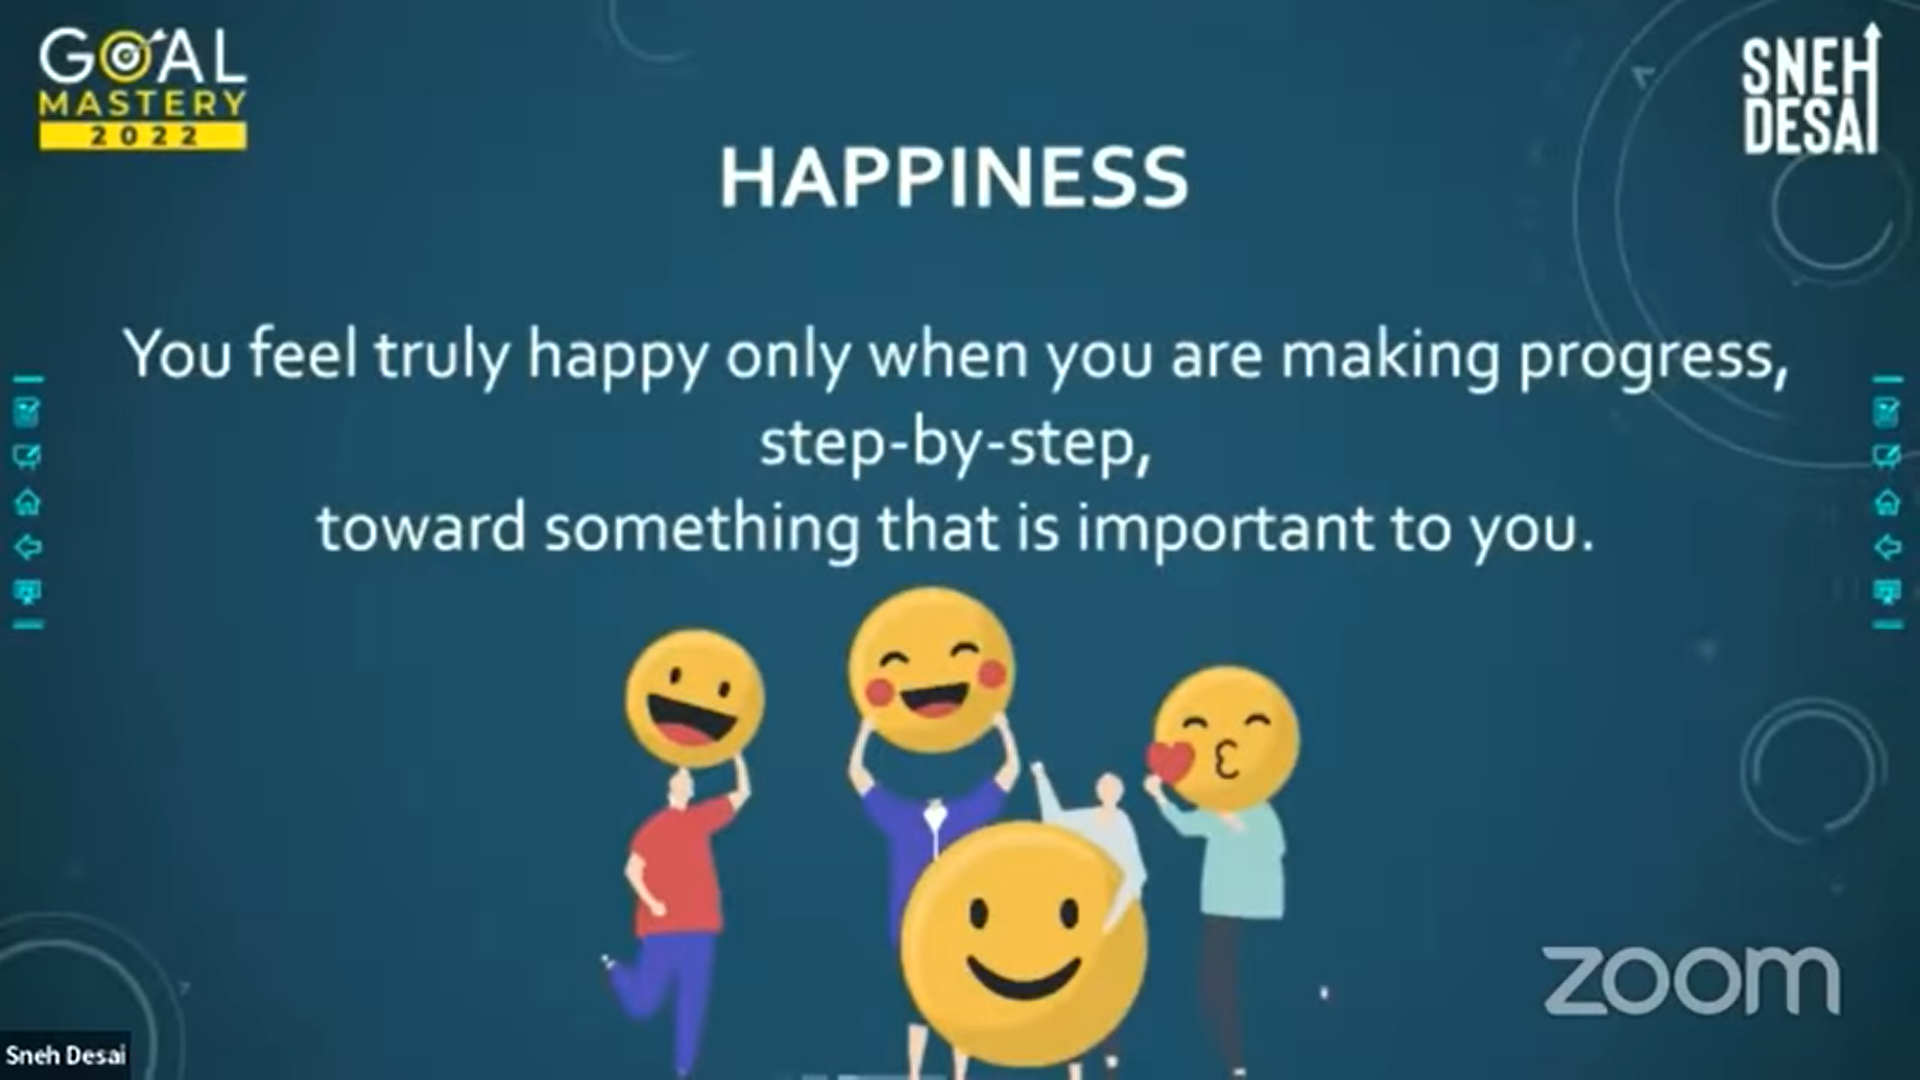 GOAL
MASTERY
2022
SNEH
DESAI
HAPPINESS
You feel truly happy only when you are making progress,
step-by-step,
toward something that is important to you.
zoom
Sneh Desai